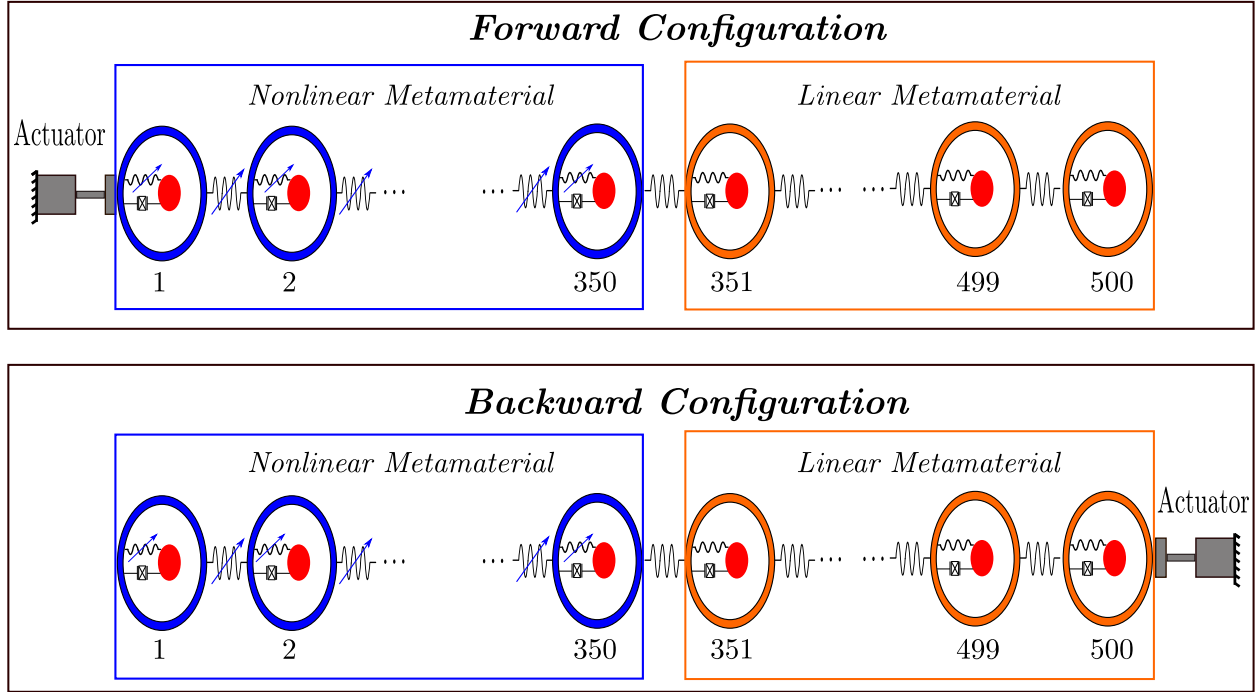 Forward Configuration
Nonlinear Metamaterial
Linear Metamaterial
Actuator
1 2 350 351 499 500
Backward Configuration
Nonlinear Metamaterial
Linear Metamaterial
Actuator
1 2 350 351 499 500